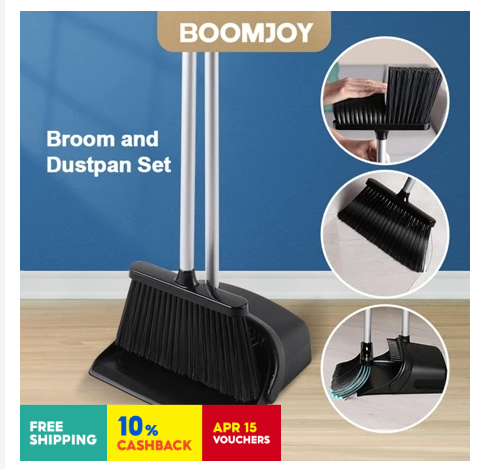 BOOMJOY
Broom and
Dustpan Set
FREE
SHIPPING
10%
CASHBACK
APR 15
VOUCHERS